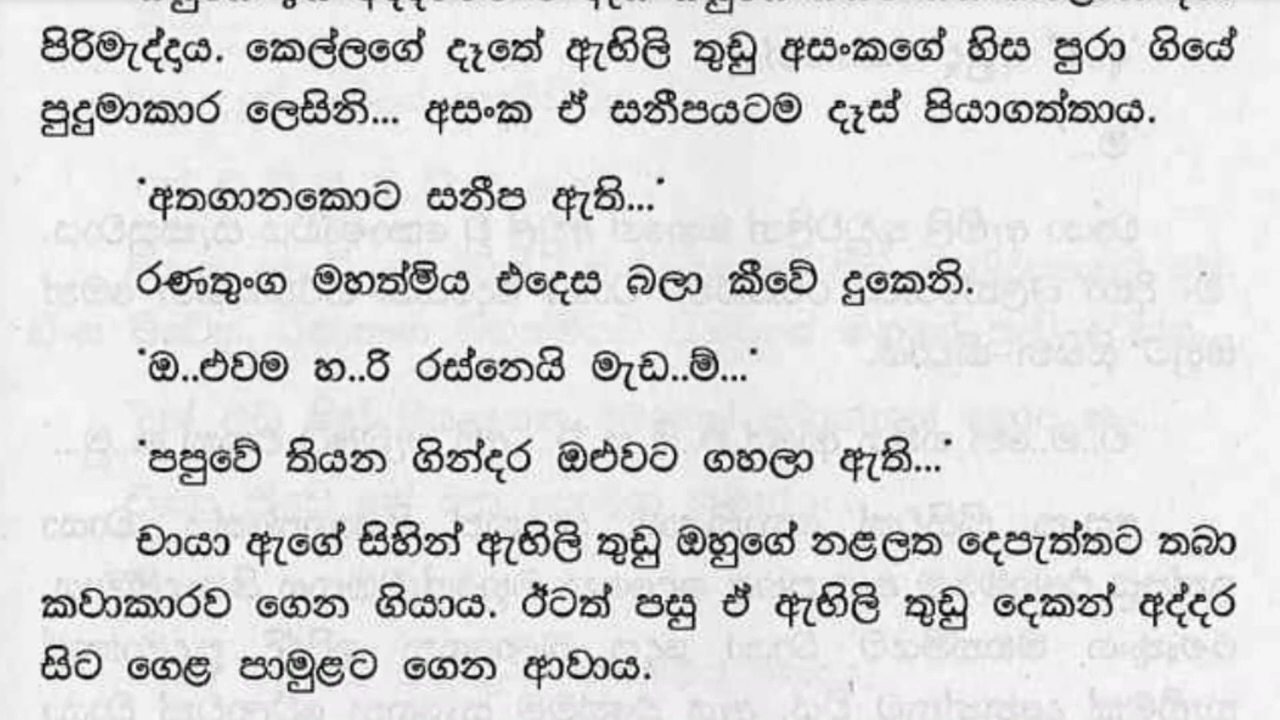 පිරිමැද්දාය. කෙල්ලගේ දෑතේ ඇඟිලි තුඩු අසංකගේ හිස පුරා ගියේ
පුදුමාකාර ලෙසිනි... අසංක ඒ සනීපයටම දෑස් පියාගත්තාය.
'අතගානකොට සනීප ඇති...'
රණතුංග මහත්මිය එදෙස බලා කීවේ දුකෙනි.
'ඔ..එවම හ..රි රස්නෙයි මැඩ..ම්...'
'පපුවේ තියන ගින්දර ඔළුවට ගහලා ඇති...'
චායා ඇගේ සිහින් ඇඟිලි තුඩු ඔහුගේ නළලත දෙපැත්තට තබා
කවාකාරව ගෙන ගියාය. ඊටත් පසු ඒ ඇඟිලි තුඩු දෙකන් අද්දර
සිට ගෙළ පාමුළට ගෙන ආවාය.